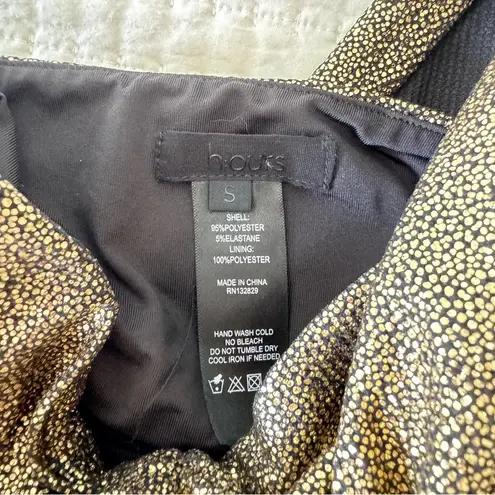 h:ours
S
SHELL:
95%POLYESTER
5%ELASTANE
LINING:
100%POLYESTER
MADE IN CHINA
RN132829
HAND WASH COLD
NO BLEACH
DO NOT TUMBLE DRY
COOL IRON IF NEEDED